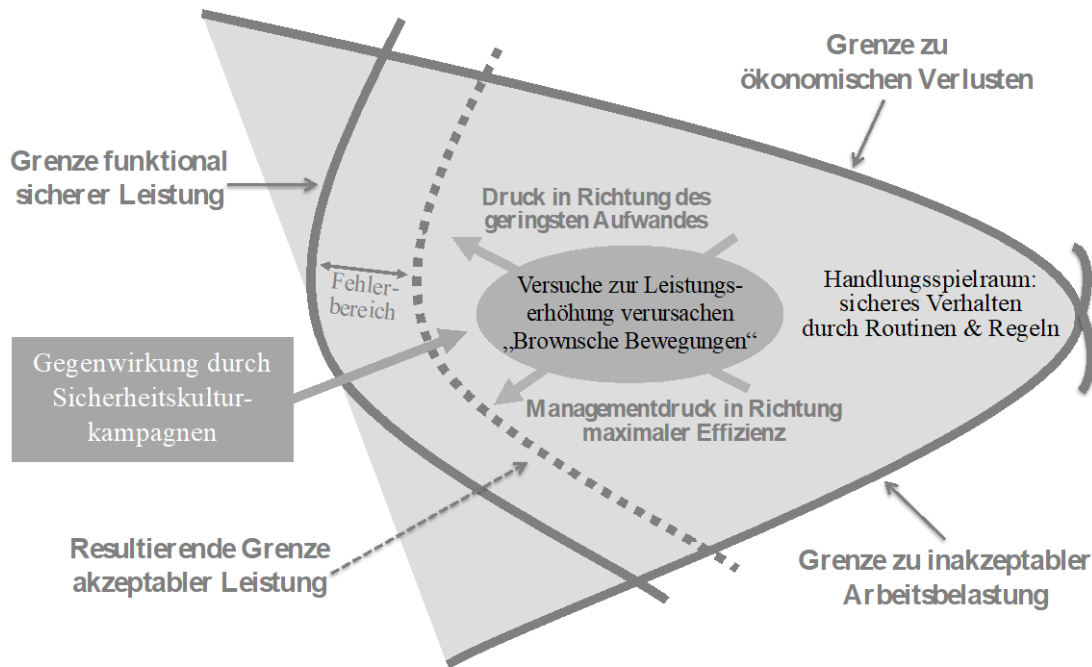 Grenze zu
ökonomischen Verlusten
Grenze funktional
sicherer Leistung
Druck in Richtung des
geringsten Aufwandes
Fehler-
bereich
Versuche zur Leistungs-
erhöhung verursachen
„Brownsche Bewegungen“
Handlungsspielraum:
sicheres Verhalten
durch Routinen & Regeln
Gegenwirkung durch
Sicherheitskultur-
kampagnen
Managementdruck in Richtung
maximaler Effizienz
Resultierende Grenze
akzeptabler Leistung
Grenze zu inakzeptabler
Arbeitsbelastung